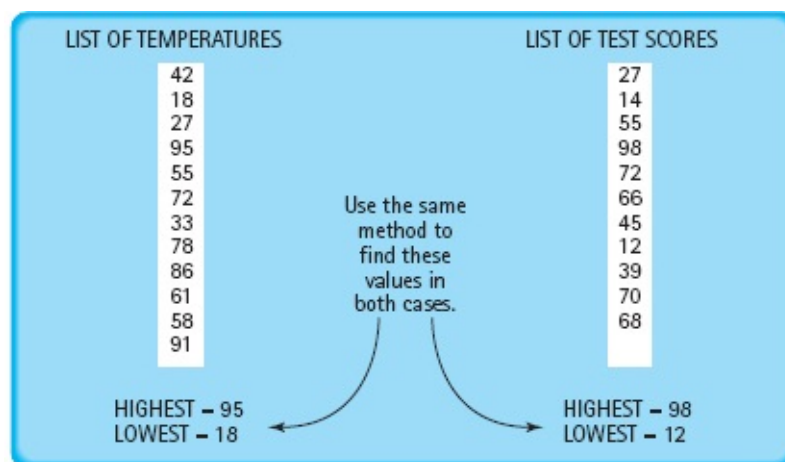 LIST OF TEMPERATURES
42
18
27
95
55
72
33
78
86
61
58
91
HIGHEST – 95
LOWEST – 18
Use the same
method to
find these
values in
both cases.
LIST OF TEST SCORES
27
14
55
98
72
66
45
12
39
70
68
HIGHEST – 98
LOWEST – 12